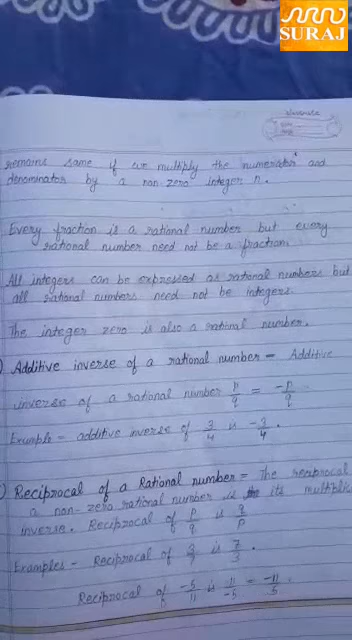 SURAJ
remains same if we multiply the numerator and
denominator by a non zero integer n.
Every fraction is a rational number but every
rational number need not be a fraction.
All integers can be expressed as rational numbers but
all rational numbers need not be integers.
The integer zero is also a rational number.
) Additive inverse of a rational number = Additive
inverse of a rational number p/q = -p/q
Example = additive inverse of 3/4 is -3/4.
) Reciprocal of a Rational number = The reciprocal
a non-zero rational number is its multiplic
inverse. Reciprocal of p/q is q/p
Examples - Reciprocal of 3/7 is 7/3.
Reciprocal of -5/11 is 11/-5 = -11/5.